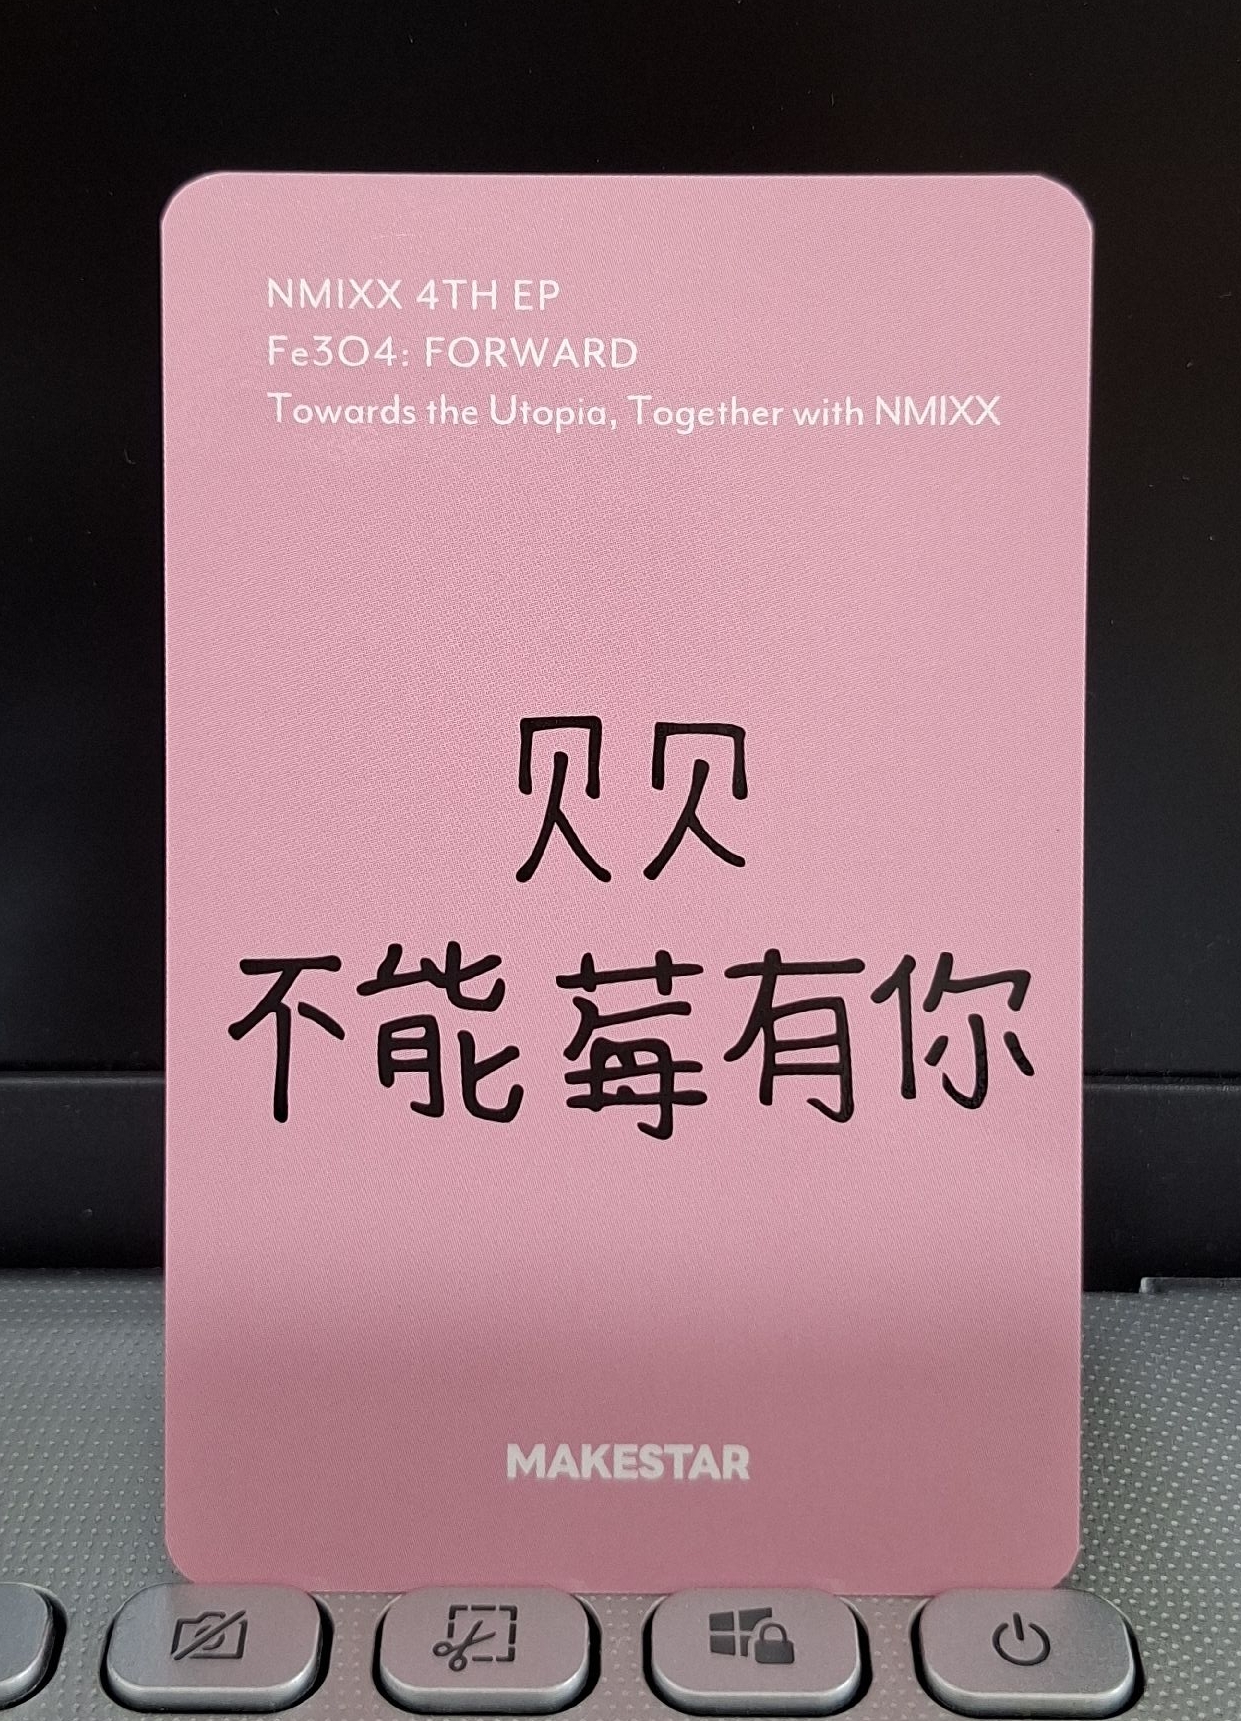 NMIXX 4TH EP
Fe3O4: FORWARD
Towards the Utopia, Together with NMIXX
贝贝
不能莓有你
MAKESTAR